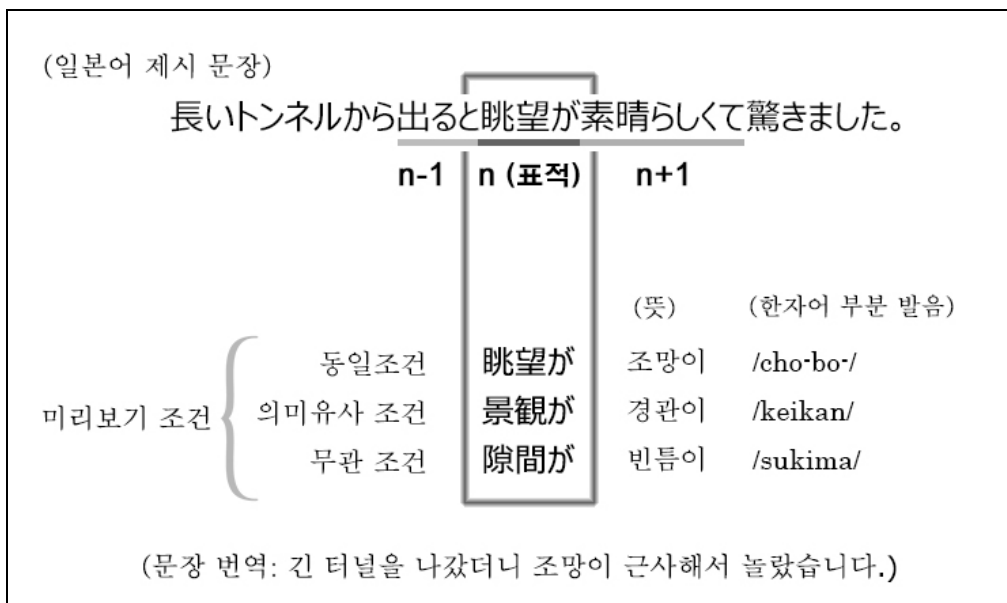 (일본어 제시 문장)
長いトンネルから出ると眺望が素晴らしくて驚きました。
n-1 n (표적) n+1
(뜻) (한자어 부분 발음)
동일조건 眺望が 조망이 /cho-bo-/
미리보기 조건 의미유사 조건 景観が 경관이 /keikan/
무관 조건 隙間が 빈틈이 /sukima/
(문장 번역: 긴 터널을 나갔더니 조망이 근사해서 놀랐습니다.)